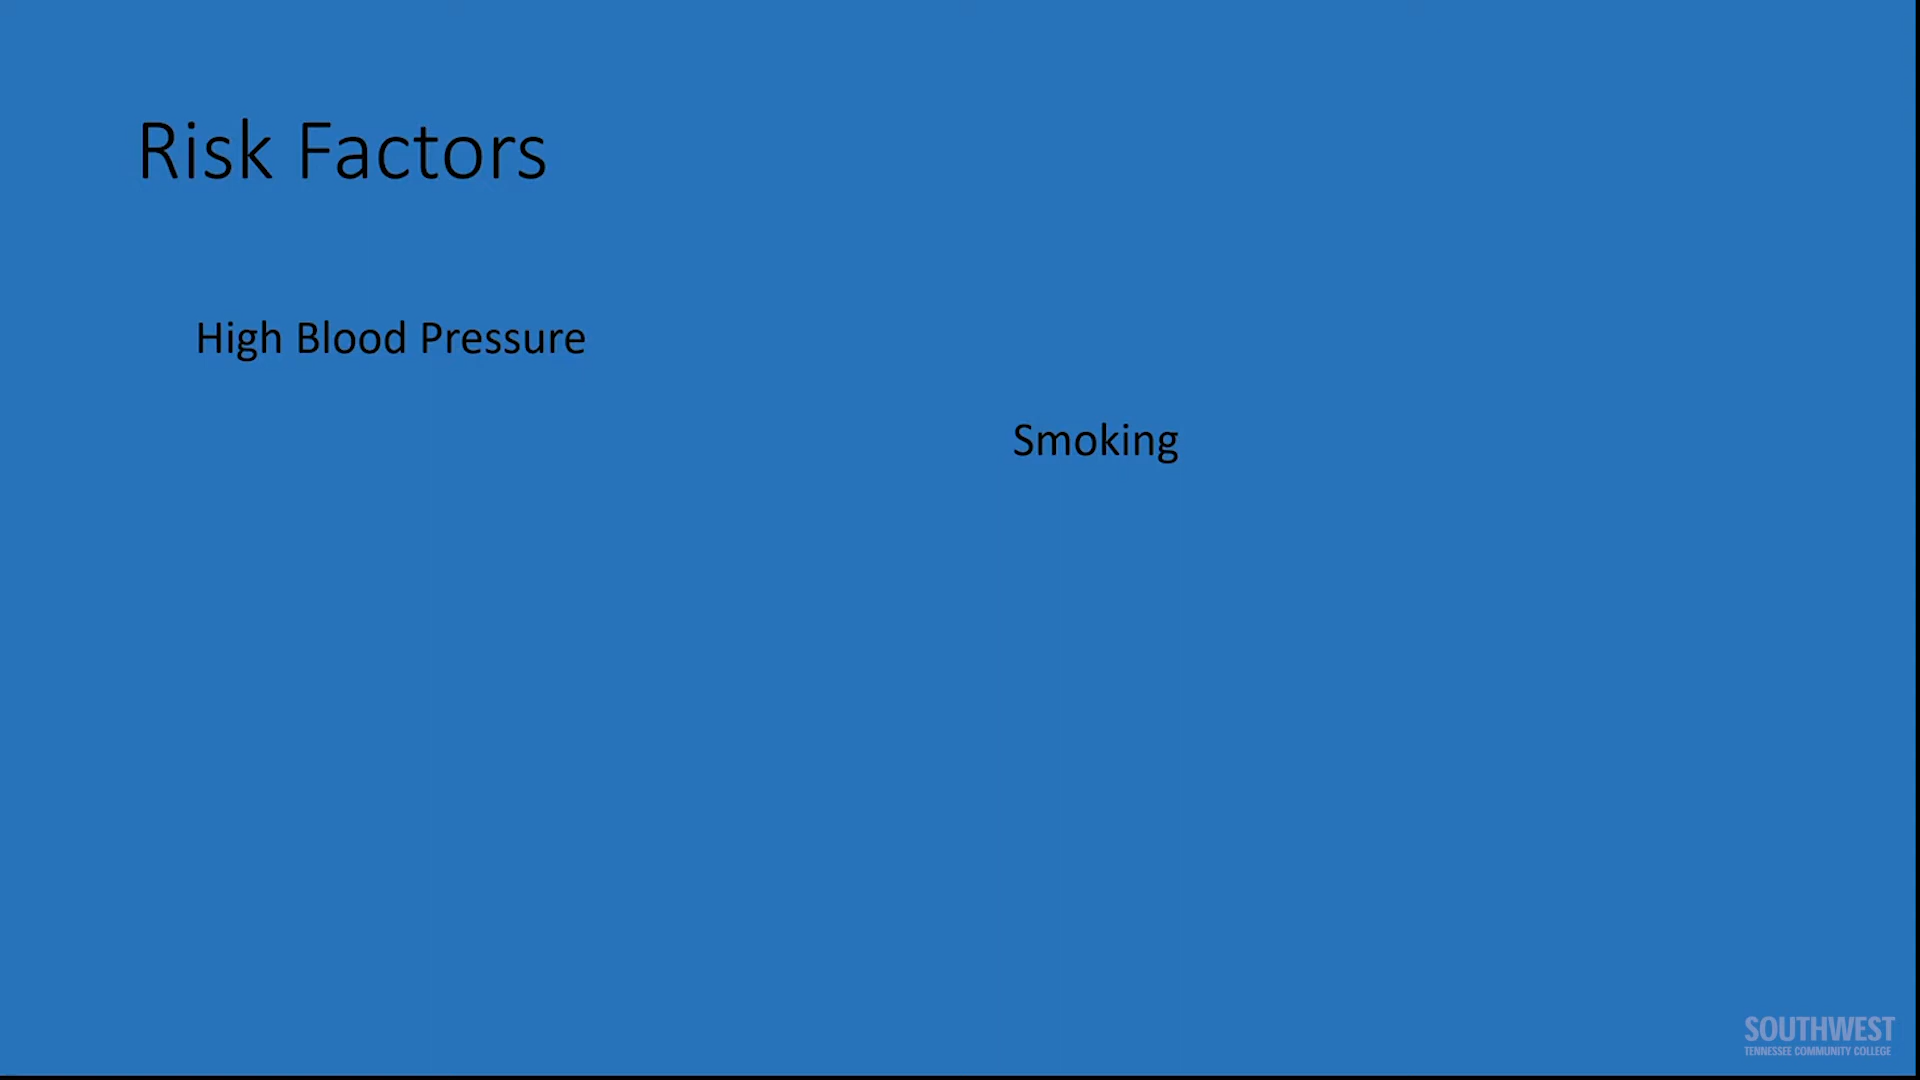 Risk Factors
High Blood Pressure
Smoking
SOUTHWEST
TENNESSEE COMMUNITY COLLEGE